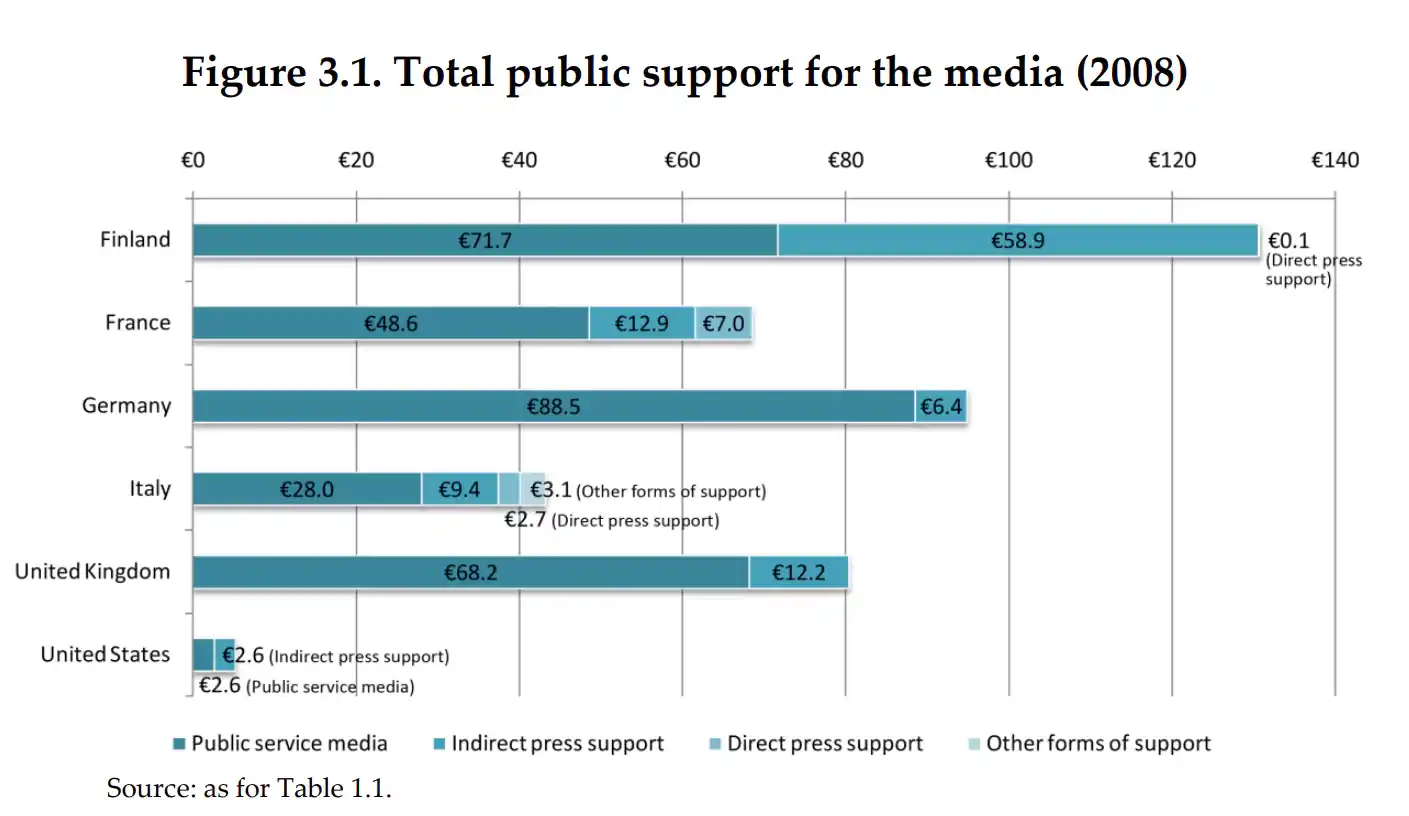 Figure 3.1. Total public support for the media (2008)
€0 €20 €40 €60 €80 €100 €120 €140
Finland €71.7 €58.9 €0.1
(Direct press
support)
France €48.6 €12.9 €7.0
Germany €88.5 €6.4
Italy €28.0 €9.4 €3.1 (Other forms of support)
€2.7 (Direct press support)
United Kingdom €68.2 €12.2
United States €2.6 (Indirect press support)
€2.6 (Public service media)
Public service media Indirect press support Direct press support Other forms of support
Source: as for Table 1.1.